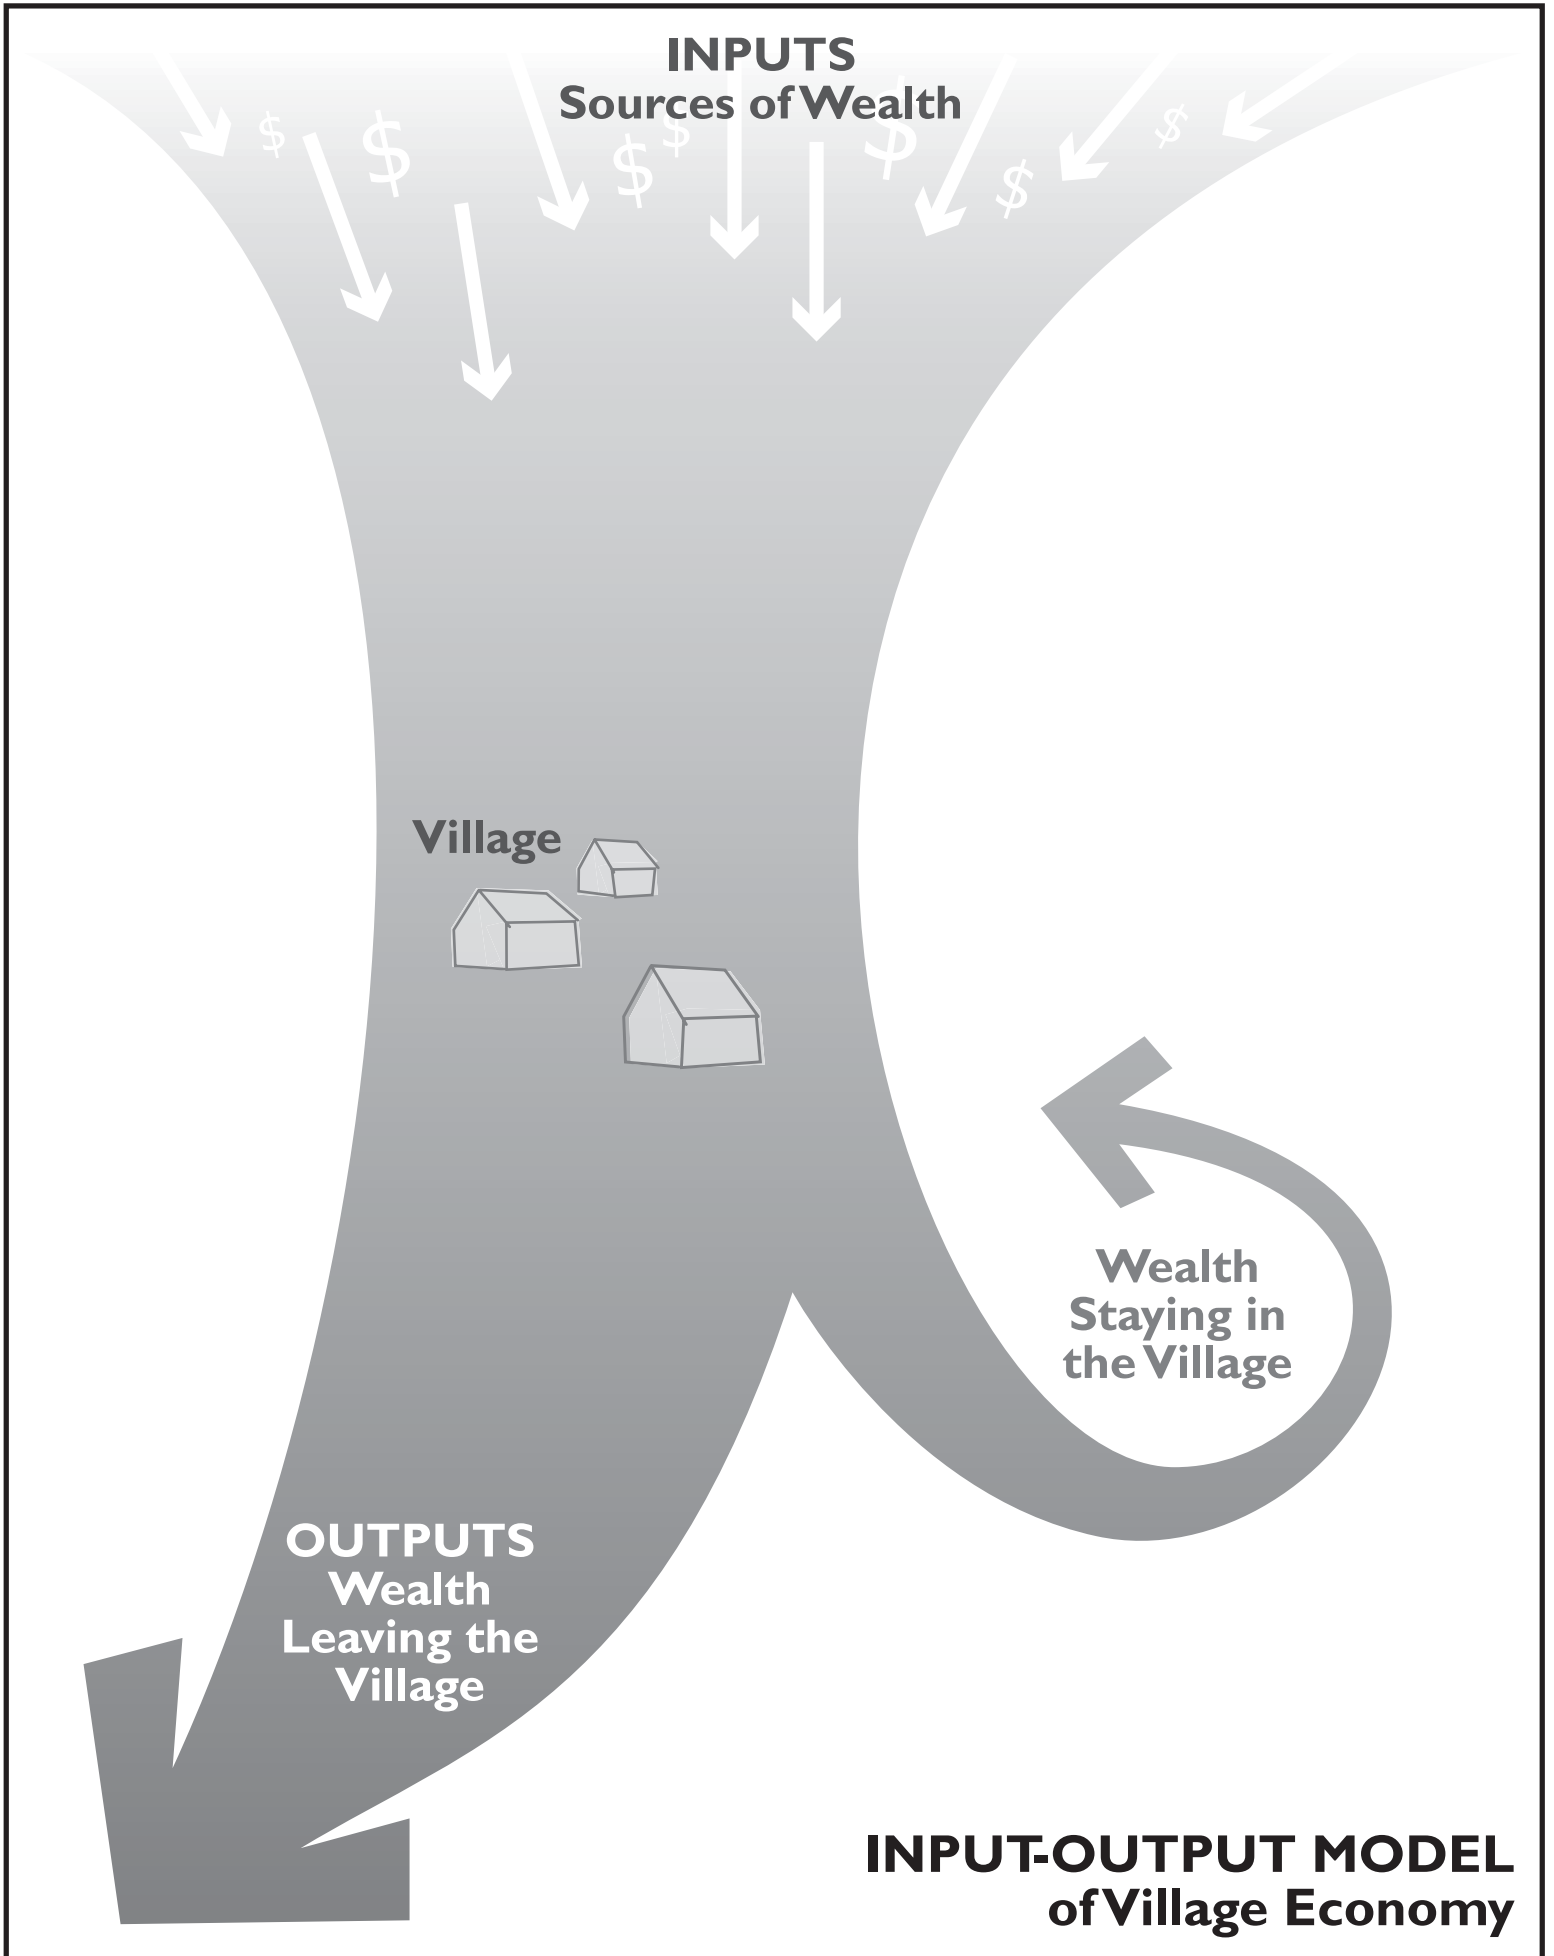 INPUTS
Sources of Wealth
$ $ $ $ $ $ $
Village
Wealth
Staying in
the Village
OUTPUTS
Wealth
Leaving the
Village
INPUT-OUTPUT MODEL
of Village Economy